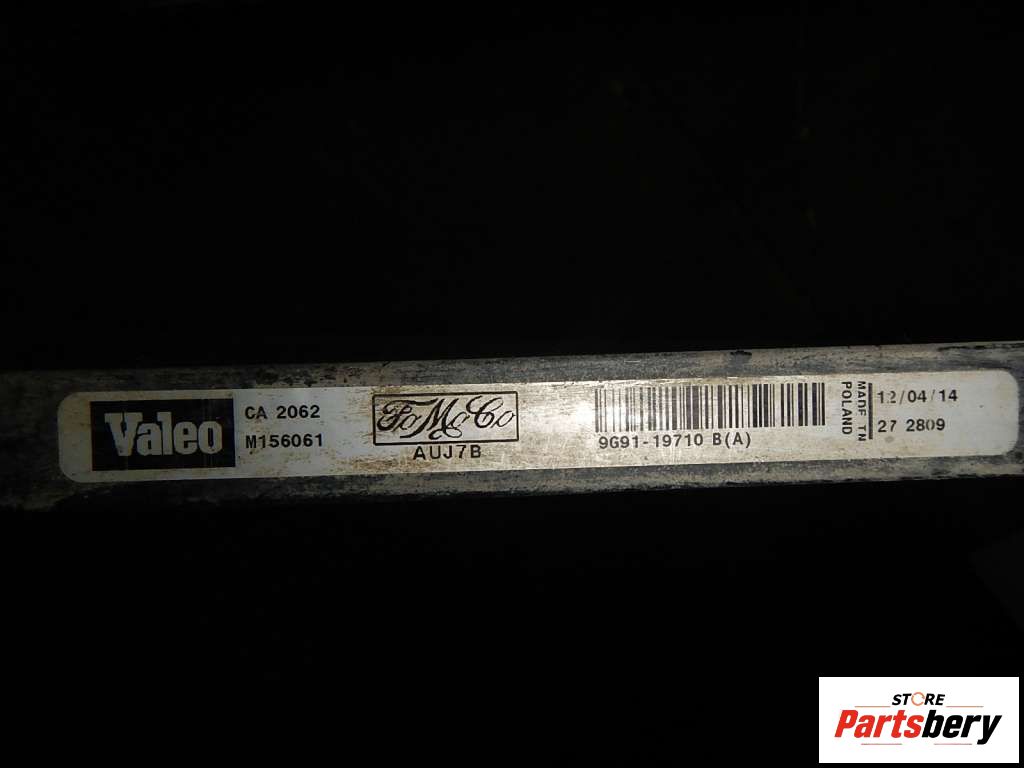 Valeo
CA 2062
M156061
FoMoCo
AUJ7B
9G91-19710 B(A)
MADE IN
POLAND
12/04/14
27 2809
STORE
Partsbery